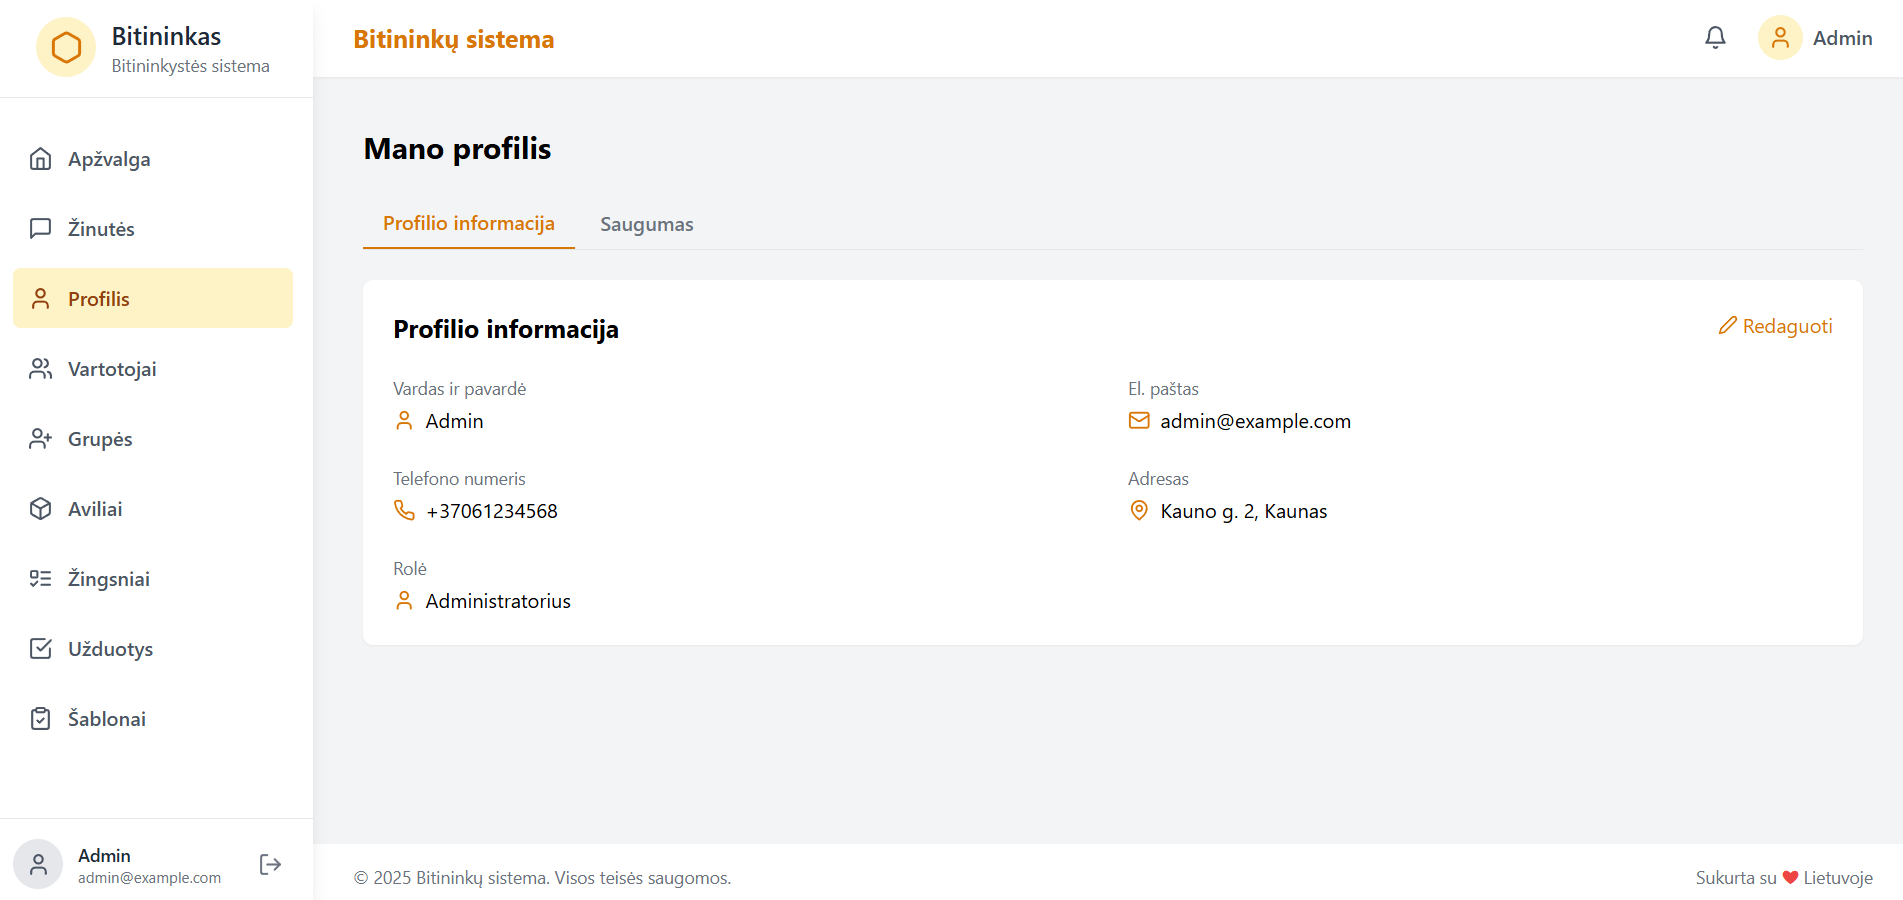 Bitininkas
Bitininkystės sistema
Apžvalga
Žinutės
Profilis
Vartotojai
Grupės
Aviliai
Žingsniai
Užduotys
Šablonai
Admin
admin@example.com
Bitininkų sistema
Admin
Mano profilis
Profilio informacija
Saugumas
Profilio informacija
Redaguoti
Vardas ir pavardė
Admin
El. paštas
admin@example.com
Telefono numeris
+37061234568
Adresas
Kauno g. 2, Kaunas
Rolė
Administratorius
© 2025 Bitininkų sistema. Visos teisės saugomos.
Sukurta su ❤ Lietuvoje